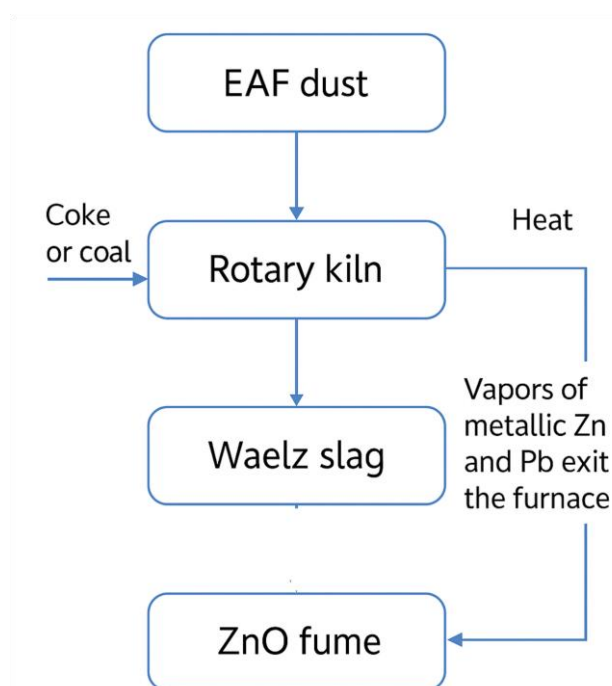 EAF dust
Coke
or coal
Heat
Rotary kiln
Vapors of
metallic Zn
and Pb exit
the furnace
Waelz slag
ZnO fume